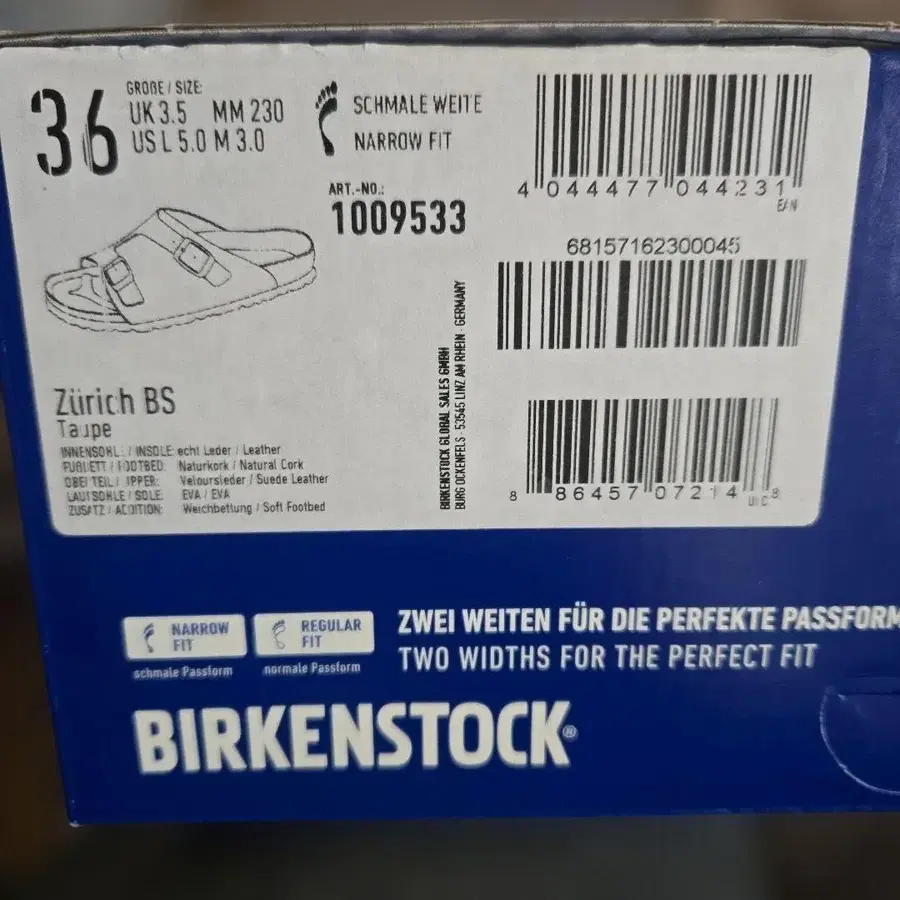 36
GRÖßE / SIZE:
UK 3.5 MM 230
US L 5.0 M 3.0
SCHMALE WEITE
NARROW FIT
ART.-NO.:
1009533
4 044477 044231
EAN
68157162300045
8 86457 07214 8
UPC
Zürich BS
Taupe
INNENSOHLE / INSOLE: echt Leder / Leather
FUßBETT / FOOTBED: Naturkork / Natural Cork
OBERTEIL / UPPER: Veloursleder / Suede Leather
LAUFSOHLE / SOLE: EVA / EVA
ZUSATZ / ADDITION: Weichbettung / Soft Footbed
BIRKENSTOCK GLOBAL SALES GMBH
BURG OCKENFELS · 53545 LINZ AM RHEIN · GERMANY
NARROW FIT
schmale Passform
REGULAR FIT
normale Passform
ZWEI WEITEN FÜR DIE PERFEKTE PASSFORM
TWO WIDTHS FOR THE PERFECT FIT
BIRKENSTOCK®